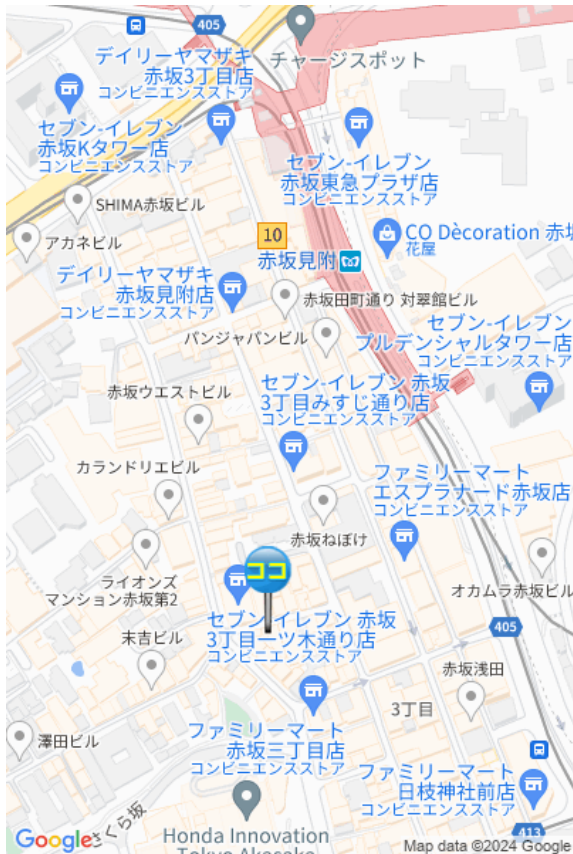 405
デイリーヤマザキ
赤坂3丁目店
コンビニエンスストア
チャージスポット
セブン-イレブン
赤坂Kタワー店
コンビニエンスストア
セブン-イレブン
赤坂東急プラザ店
コンビニエンスストア
SHIMA赤坂ビル
アカネビル
10
CO Dècoration 赤坂
花屋
赤坂見附
デイリーヤマザキ
赤坂見附店
コンビニエンスストア
赤坂田町通り 対翠館ビル
パンジャパンビル
セブン-イレブン
プルデンシャルタワー店
コンビニエンスストア
赤坂ウエストビル
セブン-イレブン 赤坂
3丁目みすじ通り店
コンビニエンスストア
カランドリエビル
ファミリーマート
エスプラナード赤坂店
コンビニエンスストア
赤坂ねぼけ
ココ
ライオンズ
マンション赤坂第2
オカムラ赤坂ビル
セブン-イレブン 赤坂
3丁目一ツ木通り店
コンビニエンスストア
末吉ビル
405
赤坂浅田
3丁目
ファミリーマート
赤坂三丁目店
コンビニエンスストア
澤田ビル
ファミリーマート
日枝神社前店
コンビニエンスストア
さくら坂
Honda Innovation
Tokyo Akasaka
413
Google
Map data ©2024 Google